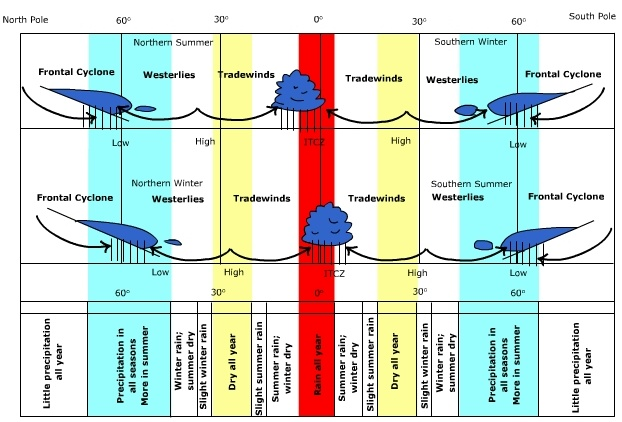 North Pole 60° 30° 0° 30° 60° South Pole
Northern Summer Southern Winter
Frontal Cyclone Westerlies Tradewinds Tradewinds Westerlies Frontal Cyclone
Low High ITCZ High Low
Northern Winter Southern Summer
Frontal Cyclone Westerlies Tradewinds Tradewinds Westerlies Frontal Cyclone
Low High ITCZ High Low
60° 30° 0° 30° 60°
Little precipitation
all year
Precipitation in
all seasons
More in summer
Winter rain;
summer dry
Slight winter rain
Dry all year
Slight summer rain
Summer rain;
winter dry
Rain all year
Summer rain;
winter dry
Slight summer rain
Dry all year
Slight winter rain
Winter rain;
summer dry
Precipitation in
all seasons
More in summer
Little precipitation
all year